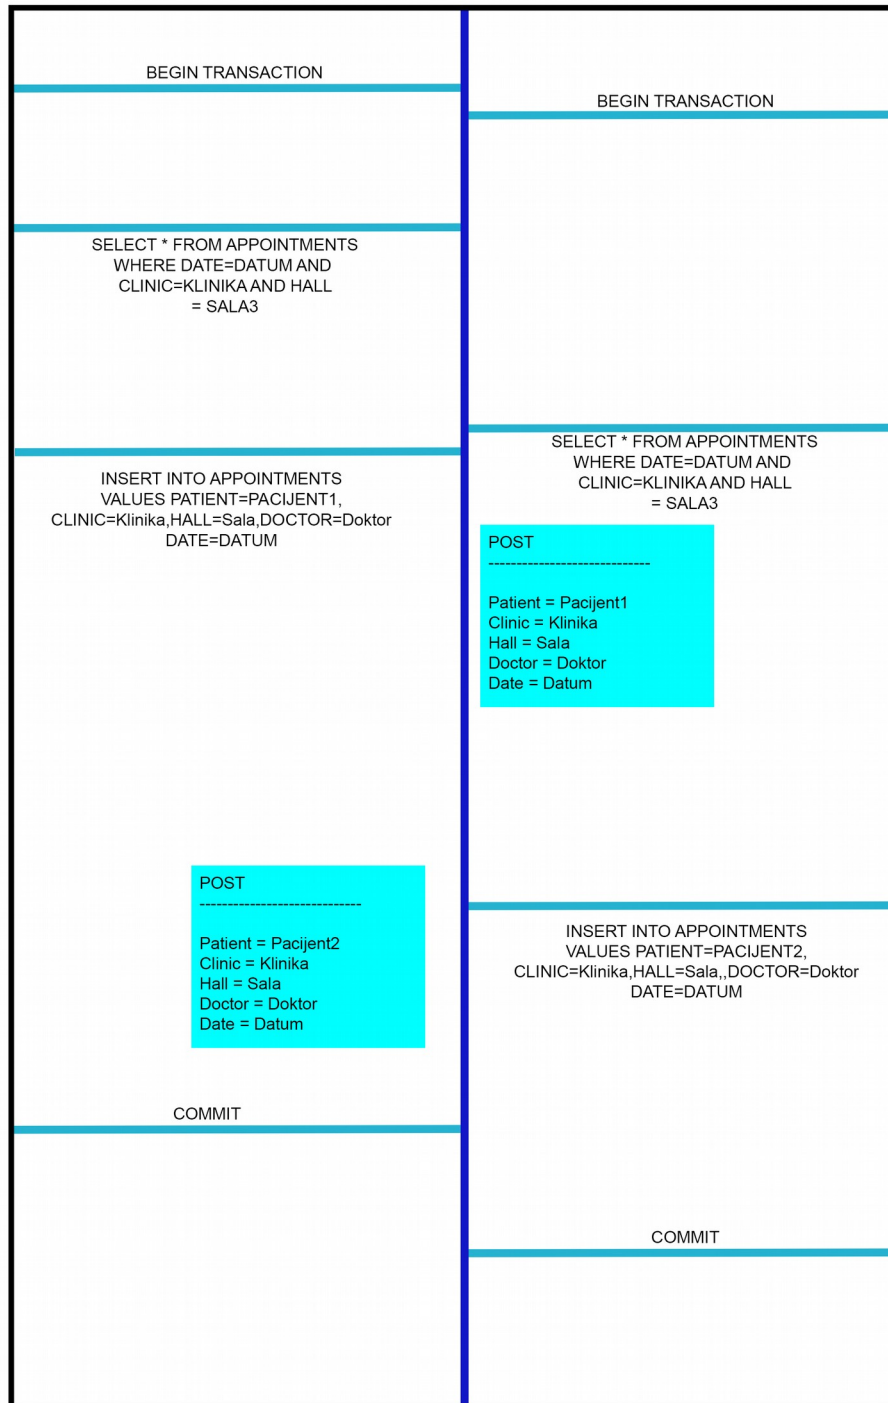 BEGIN TRANSACTION
SELECT * FROM APPOINTMENTS
WHERE DATE=DATUM AND
CLINIC=KLINIKA AND HALL
= SALA3
INSERT INTO APPOINTMENTS
VALUES PATIENT=PACIJENT1,
CLINIC=Klinika,HALL=Sala,DOCTOR=Doktor
DATE=DATUM
POST
-----------------------------
Patient = Pacijent2
Clinic = Klinika
Hall = Sala
Doctor = Doktor
Date = Datum
COMMIT
BEGIN TRANSACTION
SELECT * FROM APPOINTMENTS
WHERE DATE=DATUM AND
CLINIC=KLINIKA AND HALL
= SALA3
POST
-----------------------------
Patient = Pacijent1
Clinic = Klinika
Hall = Sala
Doctor = Doktor
Date = Datum
INSERT INTO APPOINTMENTS
VALUES PATIENT=PACIJENT2,
CLINIC=Klinika,HALL=Sala,,DOCTOR=Doktor
DATE=DATUM
COMMIT